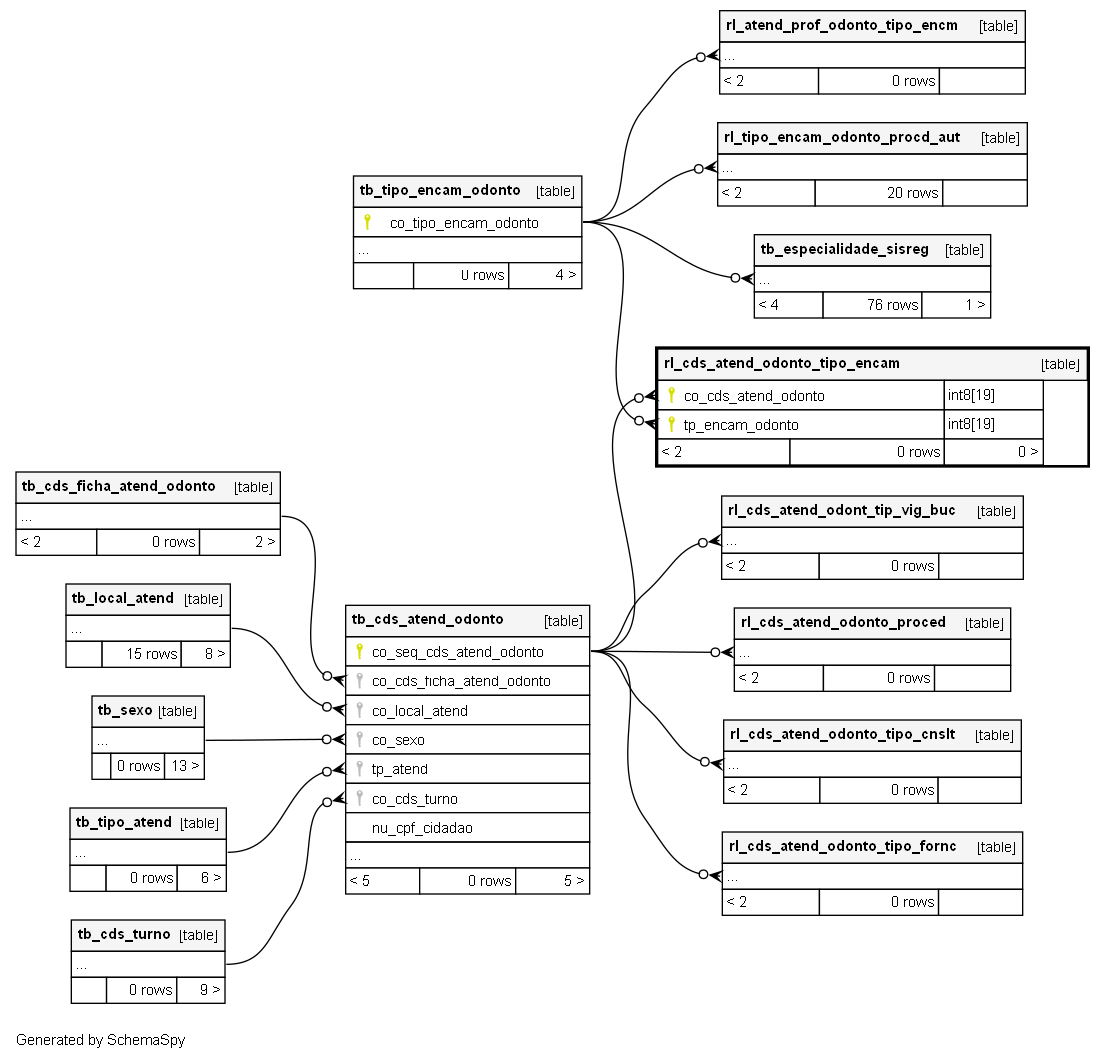 rl_atend_prof_odonto_tipo_encm [table]
...
< 2 0 rows
rl_tipo_encam_odonto_procd_aut [table]
...
< 2 20 rows
tb_tipo_encam_odonto [table]
co_tipo_encam_odonto
...
0 rows 4 >
tb_especialidade_sisreg [table]
...
< 4 76 rows 1 >
rl_cds_atend_odonto_tipo_encam [table]
co_cds_atend_odonto int8[19]
tp_encam_odonto int8[19]
< 2 0 rows 0 >
tb_cds_ficha_atend_odonto [table]
...
< 2 0 rows 2 >
rl_cds_atend_odont_tip_vig_buc [table]
...
< 2 0 rows
tb_local_atend [table]
...
15 rows 8 >
tb_cds_atend_odonto [table]
co_seq_cds_atend_odonto
co_cds_ficha_atend_odonto
co_local_atend
co_sexo
tp_atend
co_cds_turno
nu_cpf_cidadao
...
< 5 0 rows 5 >
rl_cds_atend_odonto_proced [table]
...
< 2 0 rows
tb_sexo [table]
...
0 rows 13 >
rl_cds_atend_odonto_tipo_cnslt [table]
...
< 2 0 rows
tb_tipo_atend [table]
...
0 rows 6 >
rl_cds_atend_odonto_tipo_fornc [table]
...
< 2 0 rows
tb_cds_turno [table]
...
0 rows 9 >
Generated by SchemaSpy